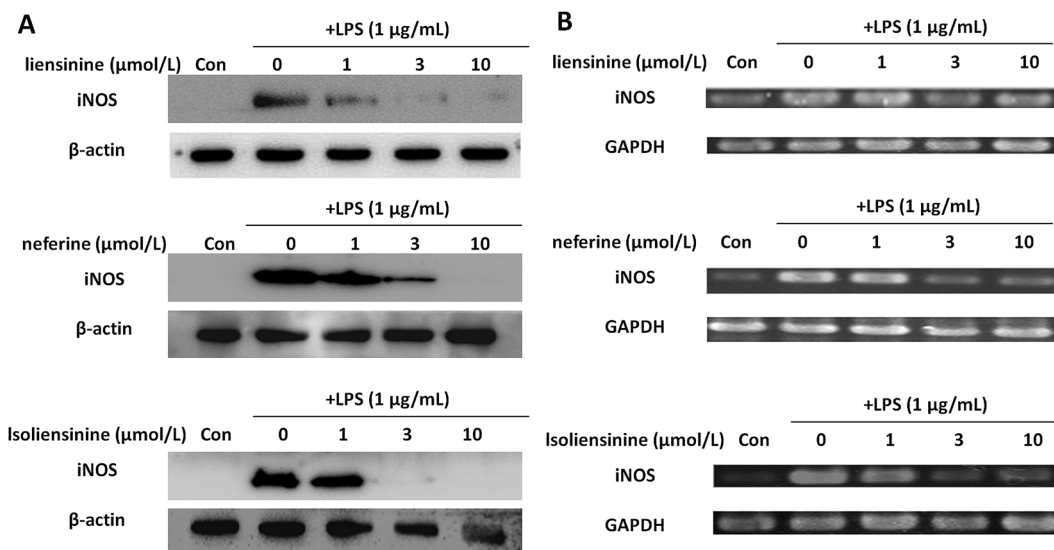 A
+LPS (1 μg/mL)
liensinine (μmol/L) Con 0 1 3 10
iNOS
β-actin
+LPS (1 μg/mL)
neferine (μmol/L) Con 0 1 3 10
iNOS
β-actin
+LPS (1 μg/mL)
Isoliensinine (μmol/L) Con 0 1 3 10
iNOS
β-actin
B
+LPS (1 μg/mL)
liensinine (μmol/L) Con 0 1 3 10
iNOS
GAPDH
+LPS (1 μg/mL)
neferine (μmol/L) Con 0 1 3 10
iNOS
GAPDH
+LPS (1 μg/mL)
Isoliensinine (μmol/L) Con 0 1 3 10
iNOS
GAPDH